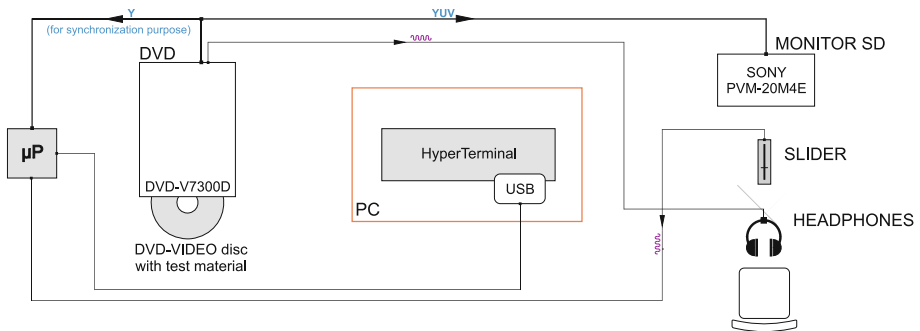 Y
(for synchronization purpose)
YUV
DVD
MONITOR SD
SONY
PVM-20M4E
µP
HyperTerminal
SLIDER
DVD-V7300D
USB
PC
HEADPHONES
DVD-VIDEO disc
with test material